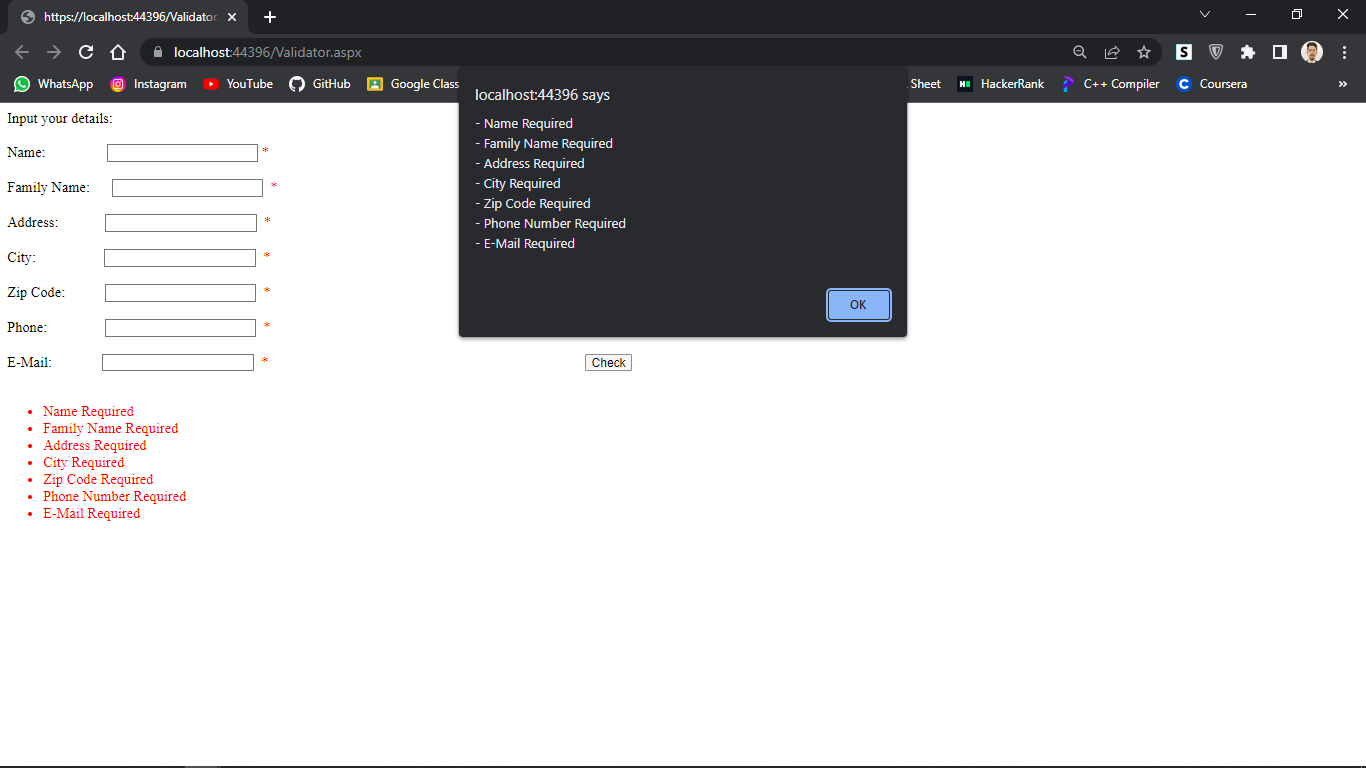 https://localhost:44396/Validator
localhost:44396/Validator.aspx
WhatsApp Instagram YouTube GitHub Google Class Sheet HackerRank C++ Compiler Coursera »
localhost:44396 says
- Name Required
- Family Name Required
- Address Required
- City Required
- Zip Code Required
- Phone Number Required
- E-Mail Required
OK
Input your details:
Name: *
Family Name: *
Address: *
City: *
Zip Code: *
Phone: *
E-Mail: * Check
• Name Required
• Family Name Required
• Address Required
• City Required
• Zip Code Required
• Phone Number Required
• E-Mail Required